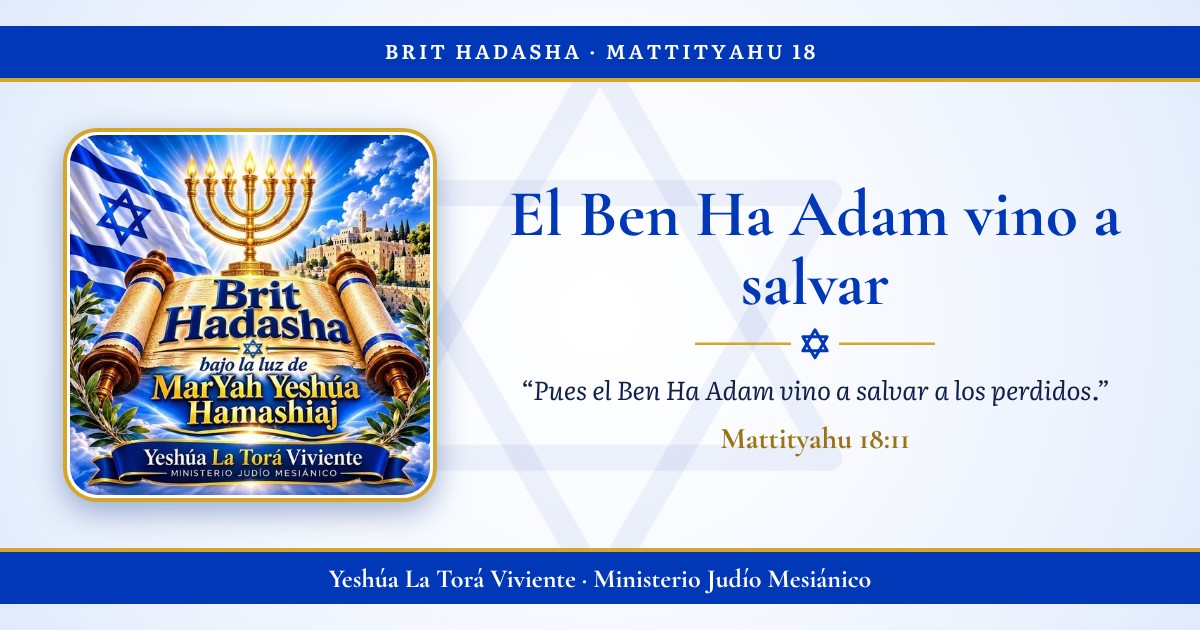 BRIT HADASHA · MATTITYAHU 18
Brit
Hadasha
bajo la luz de
MarYah Yeshúa
Hamashiaj
Yeshúa La Torá Viviente
MINISTERIO JUDÍO MESIÁNICO
El Ben Ha Adam vino a
salvar
“Pues el Ben Ha Adam vino a salvar a los perdidos.”
Mattityahu 18:11
Yeshúa La Torá Viviente · Ministerio Judío Mesiánico